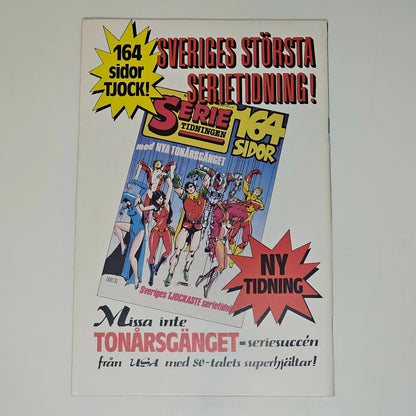 164
sidor
TJOCK!
SVERIGES STÖRSTA
SERIETIDNING!
SERIE
TIDNINGEN
164
SIDOR
med NYA TONÅRSGÄNGET
Sveriges TJOCKASTE serietidning
NY
TIDNING
Missa inte
TONÅRSGÄNGET - seriesuccén
från USA med 80-talets superhjältar!